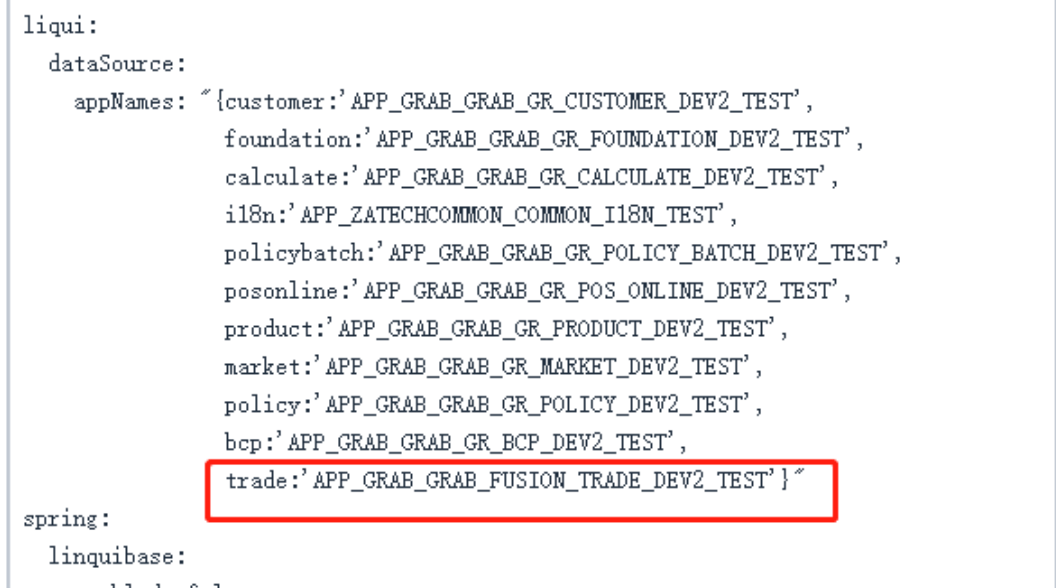 liqui:
dataSource:
appNames: "{customer:'APP_GRAB_GRAB_GR_CUSTOMER_DEV2_TEST',
foundation:'APP_GRAB_GRAB_GR_FOUNDATION_DEV2_TEST',
calculate:'APP_GRAB_GRAB_GR_CALCULATE_DEV2_TEST',
i18n:'APP_ZATECHCOMMON_COMMON_I18N_TEST',
policybatch:'APP_GRAB_GRAB_GR_POLICY_BATCH_DEV2_TEST',
posonline:'APP_GRAB_GRAB_GR_POS_ONLINE_DEV2_TEST',
product:'APP_GRAB_GRAB_GR_PRODUCT_DEV2_TEST',
market:'APP_GRAB_GRAB_GR_MARKET_DEV2_TEST',
policy:'APP_GRAB_GRAB_GR_POLICY_DEV2_TEST',
bcp:'APP_GRAB_GRAB_GR_BCP_DEV2_TEST',
trade:'APP_GRAB_GRAB_FUSION_TRADE_DEV2_TEST'}"
spring:
linquibase: